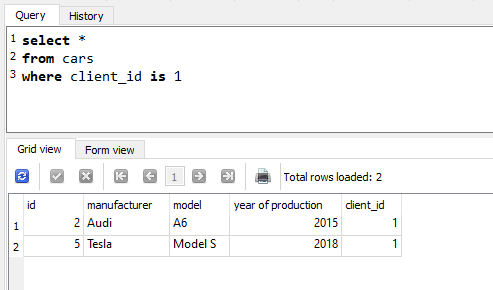 Query History
1 select *
2 from cars
3 where client_id is 1
Grid view Form view
1 Total rows loaded: 2
id manufacturer model year of production client_id
1 2 Audi A6 2015 1
2 5 Tesla Model S 2018 1